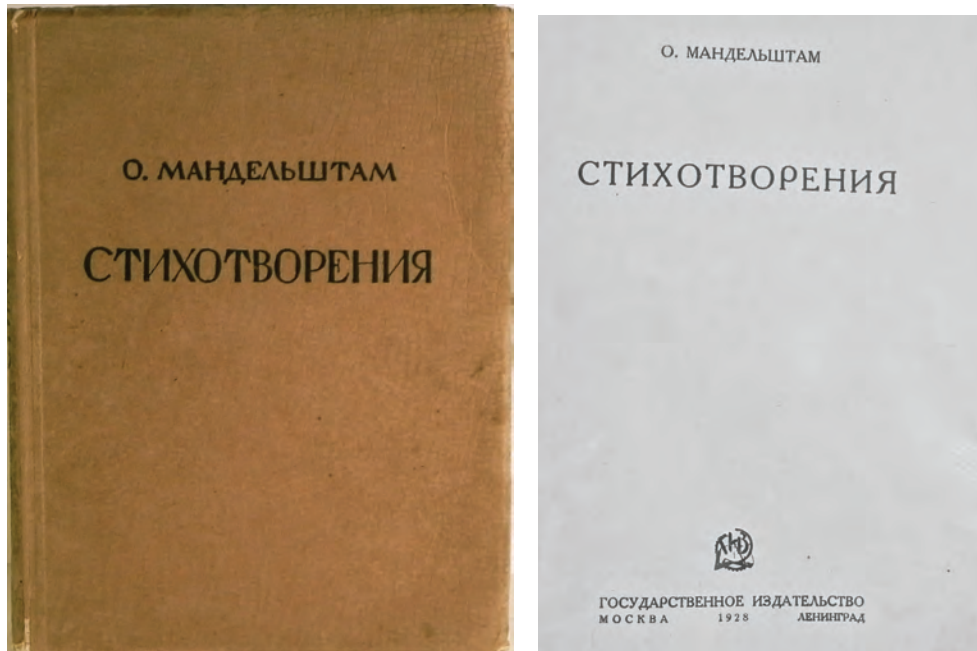 О. МАНДЕЛЬШТАМ
СТИХОТВОРЕНИЯ
О. МАНДЕЛЬШТАМ
СТИХОТВОРЕНИЯ
ГОСУДАРСТВЕННОЕ ИЗДАТЕЛЬСТВО
МОСКВА 1928 ЛЕНИНГРАД